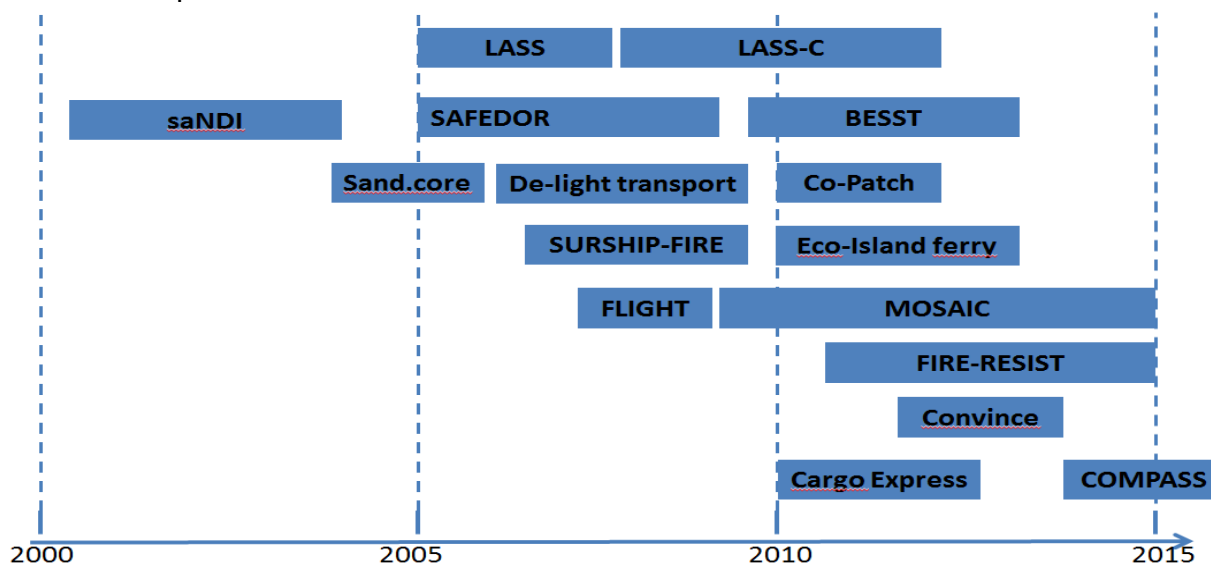 LASS
LASS-C
saNDI
SAFEDOR
BESST
Sand.core
De-light transport
Co-Patch
SURSHIP-FIRE
Eco-Island ferry
FLIGHT
MOSAIC
FIRE-RESIST
Convince
Cargo Express
COMPASS
2000
2005
2010
2015